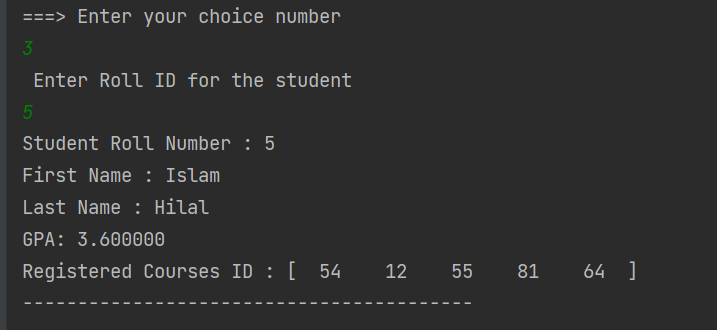 ===> Enter your choice number
3
Enter Roll ID for the student
5
Student Roll Number : 5
First Name : Islam
Last Name : Hilal
GPA: 3.600000
Registered Courses ID : [  54    12    55    81    64  ]
-----------------------------------------